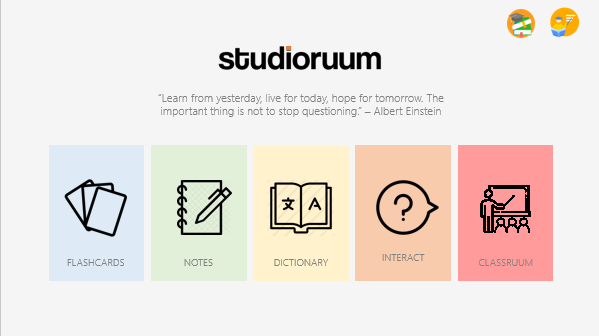 studioruum
“Learn from yesterday, live for today, hope for tomorrow. The
important thing is not to stop questioning.” – Albert Einstein
文 A
?
FLASHCARDS
NOTES
DICTIONARY
INTERACT
CLASSRUUM